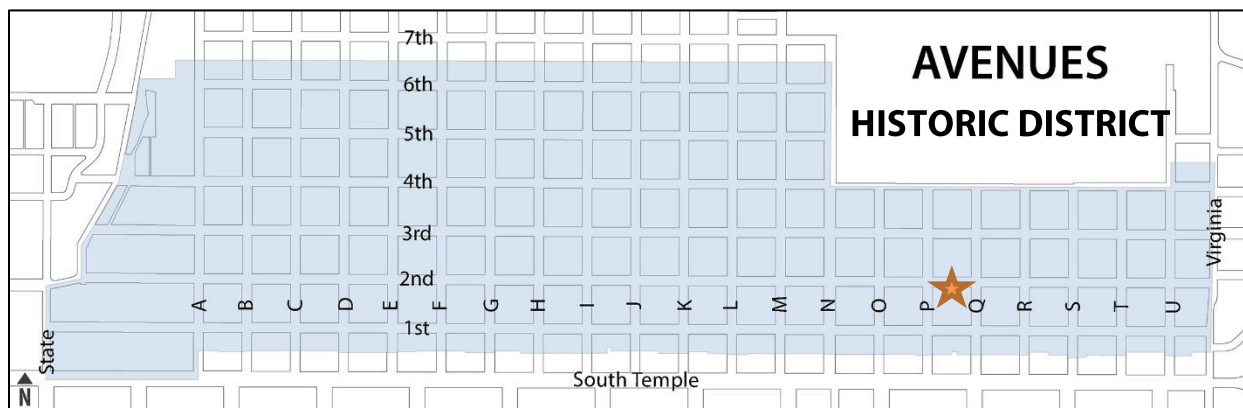 7th
AVENUES
6th
HISTORIC DISTRICT
5th
4th
3rd
Virginia
2nd
A B C D E F G H I J K L M N O P Q R S T U
1st
State
South Temple
N